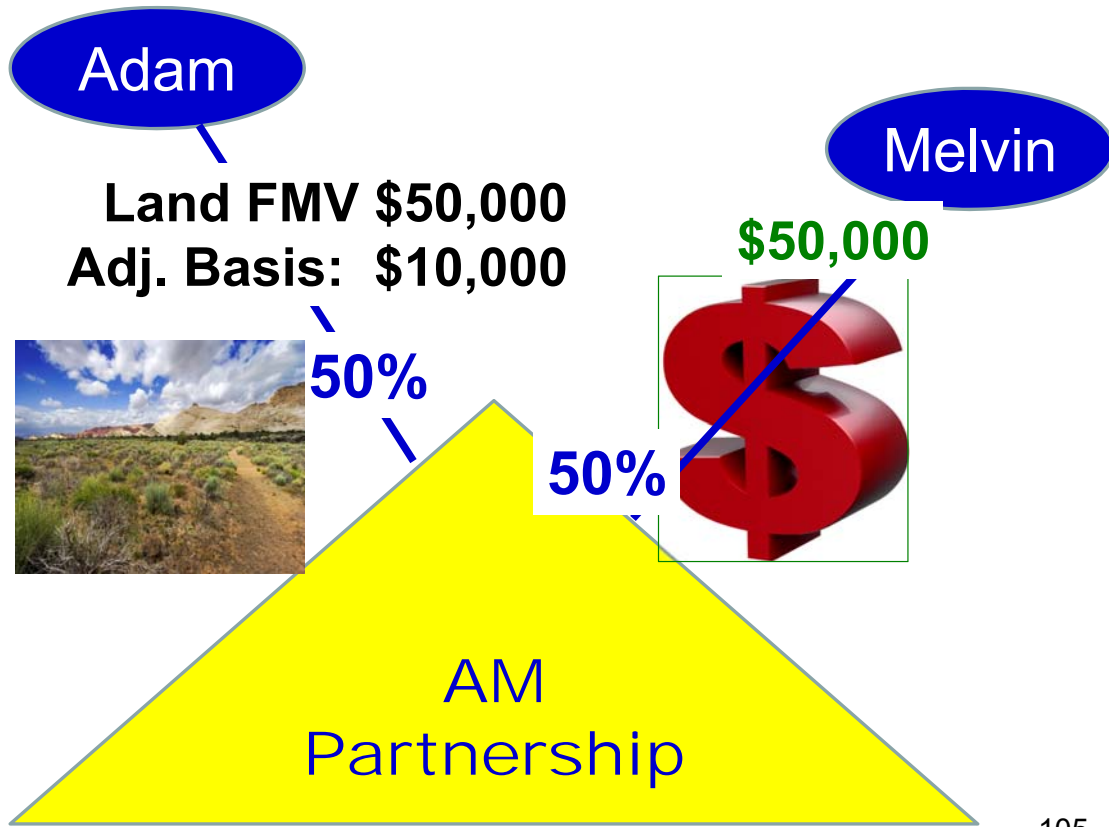 Adam
Melvin
Land FMV $50,000
Adj. Basis: $10,000
$50,000
50%
50%
AM
Partnership